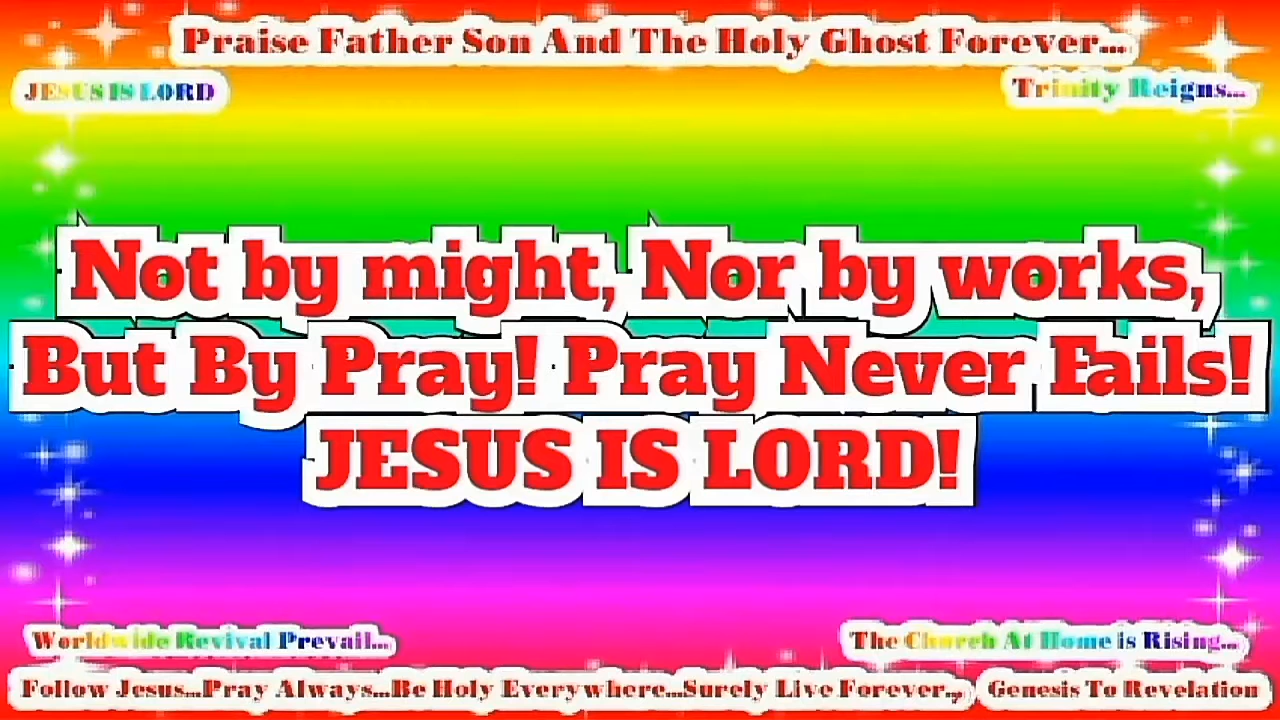 Praise Father Son And The Holy Ghost Forever...
JESUS IS LORD
Trinity Reigns...
Not by might, Nor by works,
But By Pray! Pray Never Fails!
JESUS IS LORD!
Worldwide Revival Prevail...
The Church At Home is Rising...
Follow Jesus...Pray Always...Be Holy Everywhere...Surely Live Forever..,
Genesis To Revelation